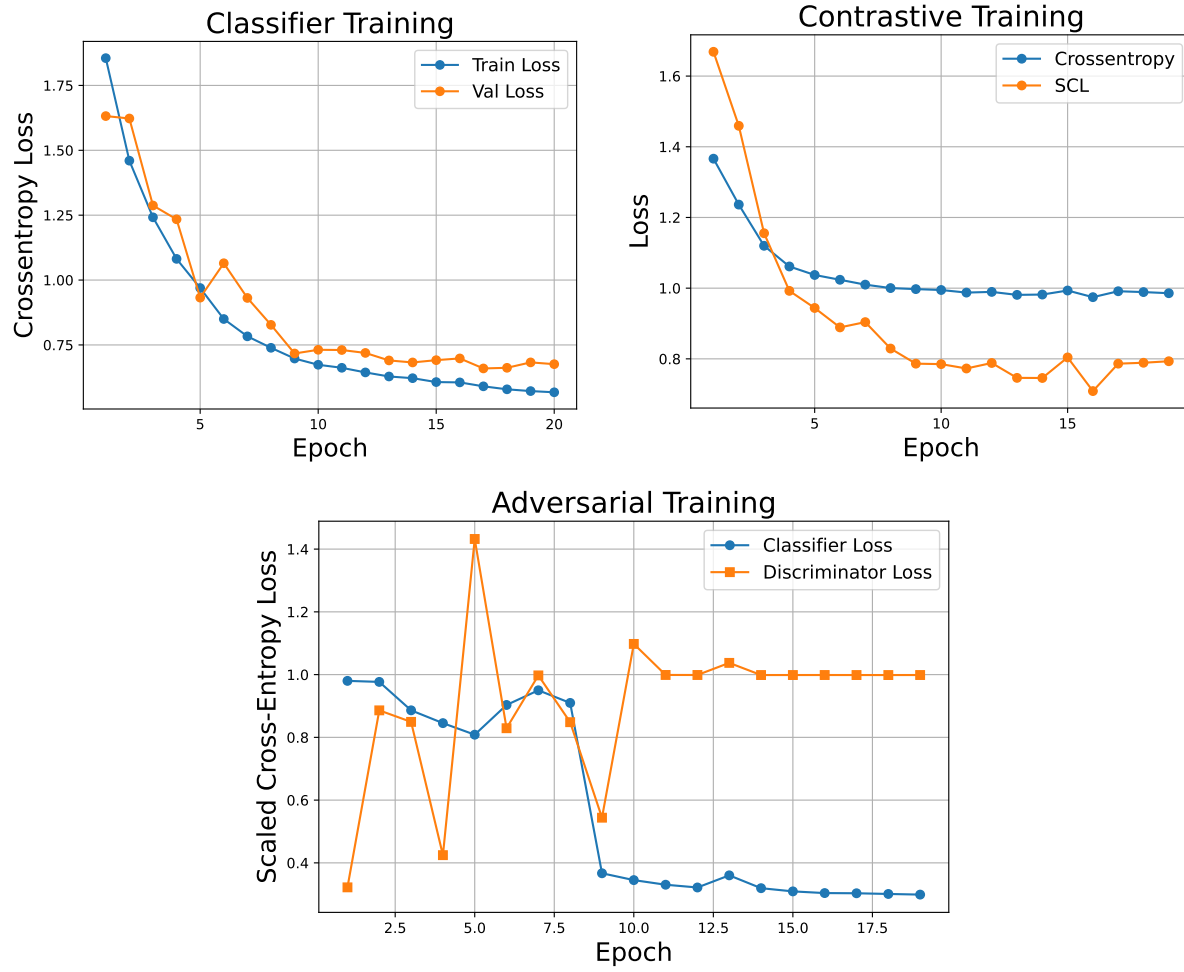 Classifier Training
Crossentropy Loss
1.75
1.50
1.25
1.00
0.75
Train Loss
Val Loss
5
10
15
20
Epoch
Contrastive Training
Loss
1.6
1.4
1.2
1.0
0.8
Crossentropy
SCL
5
10
15
Epoch
Adversarial Training
Scaled Cross-Entropy Loss
1.4
1.2
1.0
0.8
0.6
0.4
Classifier Loss
Discriminator Loss
2.5
5.0
7.5
10.0
12.5
15.0
17.5
Epoch